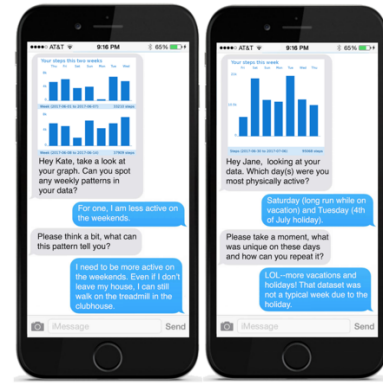 AT&T
9:16 PM
65%
Your steps this two weeks
Hey Kate, take a look at
your graph. Can you spot
any weekly patterns in
your data?
For one, I am less active on
the weekends.
Please think a bit, what can
this pattern tell you?
I need to be more active on
the weekends. Even if I don't
leave my house, I can still
walk on the treadmill in the
clubhouse.
iMessage
Send
AT&T
9:16 PM
65%
Your steps this week
Hey Jane, looking at your
data. Which day(s) were you
most physically active?
Saturday (long run while on
vacation) and Tuesday (4th
of July holiday).
Please take a moment, what
was unique on these days
and how can you repeat it?
LOL--more vacations and
holidays! That dataset was
not a typical week due to the
holiday.
iMessage
Send